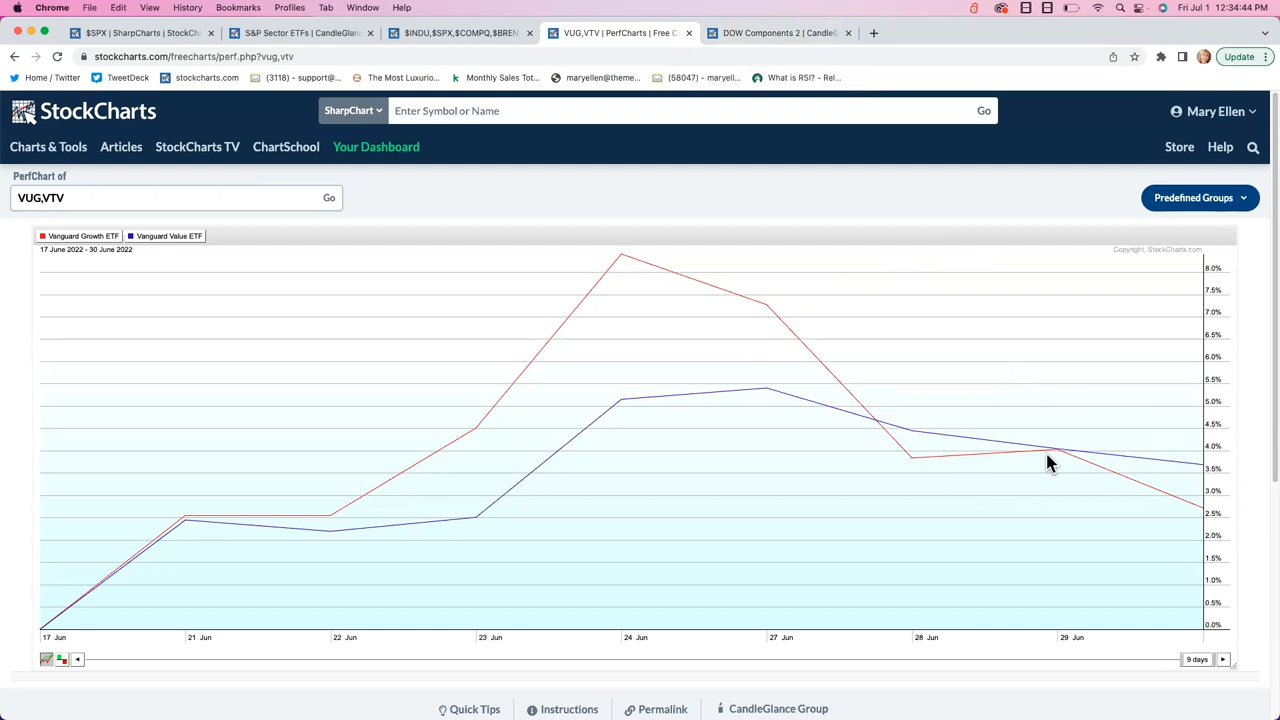 Chrome File Edit View History Bookmarks Profiles Tab Window Help Fri Jul 1 12:34:44
$SPX | SharpCharts | StockCha × S&P Sector ETFs | CandleGlanc × $INDU,$SPX,$COMPQ,$BREN × VUG,VTV | PerfCharts | Free C × DOW Components 2 | CandleG × +
stockcharts.com/freecharts/perf.php?vug,vtv Update
Home / Twitter TweetDeck stockcharts.com (3118) - support@... The Most Luxurio... Monthly Sales Tot... maryellen@theme... (58047) - maryell... What is RSI? - Rel...
StockCharts SharpChart Enter Symbol or Name Go Mary Ellen
Charts & Tools Articles StockCharts TV ChartSchool Your Dashboard Store Help
PerfChart of
VUG,VTV Go Predefined Groups
Vanguard Growth ETF Vanguard Value ETF
17 June 2022 - 30 June 2022 Copyright, StockCharts.com
8.0%
7.5%
7.0%
6.5%
6.0%
5.5%
5.0%
4.5%
4.0%
3.5%
3.0%
2.5%
2.0%
1.5%
1.0%
0.5%
0.0%
17 Jun 21 Jun 22 Jun 23 Jun 24 Jun 27 Jun 28 Jun 29 Jun
9 days
Quick Tips Instructions Permalink CandleGlance Group